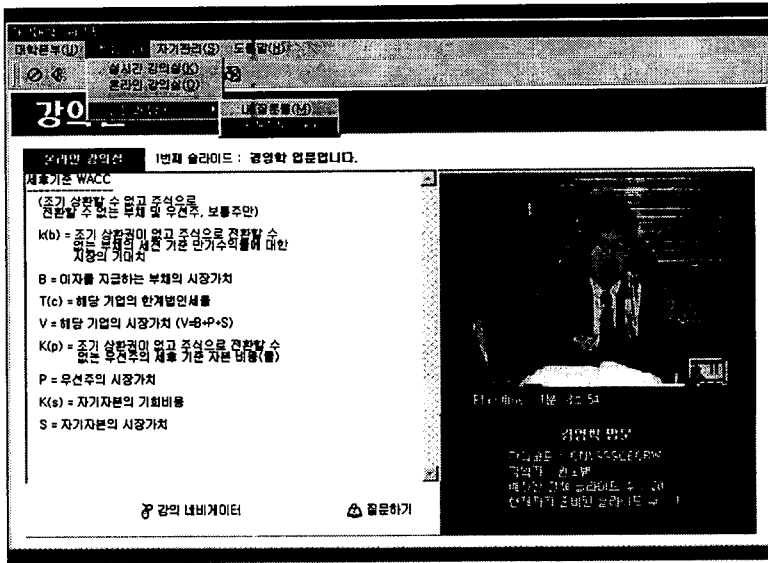 대학본부(U) 자기관리(S) 도움말(H)
실시간 강의실(K)
온라인 강의실(O)
내 질문들(M)
온라인 강의실 1번째 슬라이드 : 경영학 입문입니다.
세후기준 WACC
(조기 상환할 수 없고 주식으로
전환할 수 없는 부채 및 우선주, 보통주만)
k(b) = 조기 상환권이 없고 주식으로 전환할 수
없는 부채의 세전 기준 만기수익률에 대한
시장의 기대치
B = 이자를 지급하는 부채의 시장가치
T(c) = 해당 기업의 한계법인세율
V = 해당 기업의 시장가치 (V=B+P+S)
K(p) = 조기 상환권이 없고 주식으로 전환할 수
없는 우선주의 세후 기준 자본 비용(률)
P = 우선주의 시장가치
K(s) = 자기자본의 기회비용
S = 자기자본의 시장가치
강의 네비게이터 질문하기
경영학 입문